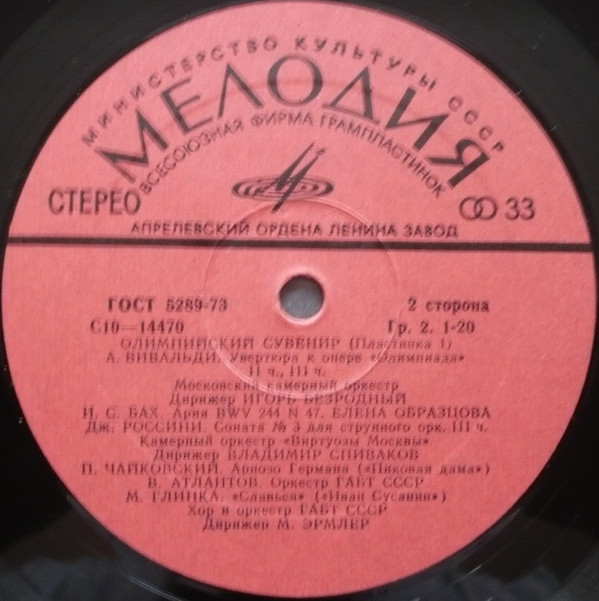 МИНИСТЕРСТВО КУЛЬТУРЫ СССР
МЕЛОДИЯ
ВСЕСОЮЗНАЯ ФИРМА ГРАМПЛАСТИНОК
СТЕРЕО
33
АПРЕЛЕВСКИЙ ОРДЕНА ЛЕНИНА ЗАВОД
ГОСТ 5289-73 2 сторона
С10—14470 Гр. 2. 1-20
ОЛИМПИЙСКИЙ СУВЕНИР (Пластинка 1)
А. ВИВАЛЬДИ. Увертюра к опере «Олимпиада»
II ч., III ч.
Московский камерный оркестр
Дирижер ИГОРЬ БЕЗРОДНЫЙ
И. С. БАХ. Ария BWV 244 N 47. ЕЛЕНА ОБРАЗЦОВА
Дж. РОССИНИ. Соната № 3 для струнного орк. III ч.
Камерный оркестр «Виртуозы Москвы»
Дирижер ВЛАДИМИР СПИВАКОВ
П. ЧАЙКОВСКИЙ. Ариозо Германа («Пиковая дама»)
В. АТЛАНТОВ. Оркестр ГАБТ СССР
М. ГЛИНКА. «Славься» («Иван Сусанин»)
Хор и оркестр ГАБТ СССР
Дирижер М. ЭРМЛЕР